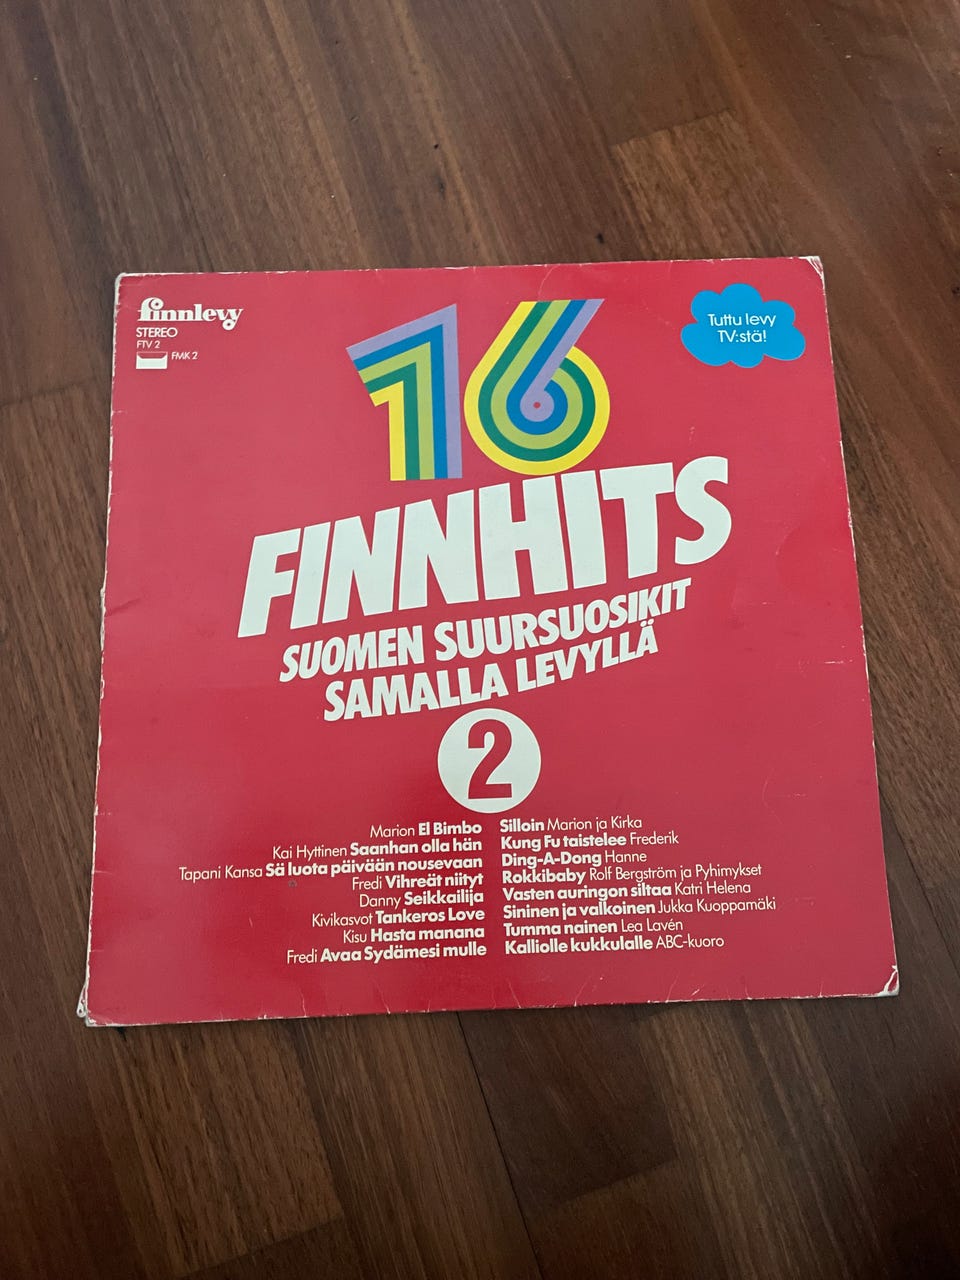 finnlevy
STEREO
FTV 2
FMK 2
Tuttu levy
TV:stä!
16
FINNHITS
SUOMEN SUURSUOSIKIT
SAMALLA LEVYLLÄ
2
Marion El Bimbo
Kai Hyttinen Saanhan olla hän
Tapani Kansa Sä luota päivään nousevaan
Fredi Vihreät niityt
Danny Seikkailija
Kivikasvot Tankeros Love
Kisu Hasta manana
Fredi Avaa Sydämesi mulle
Silloin Marion ja Kirka
Kung Fu taistelee Frederik
Ding-A-Dong Hanne
Rokkibaby Rolf Bergström ja Pyhimykset
Vasten auringon siltaa Katri Helena
Sininen ja valkoinen Jukka Kuoppamäki
Tumma nainen Lea Lavén
Kalliolle kukkulalle ABC-kuoro